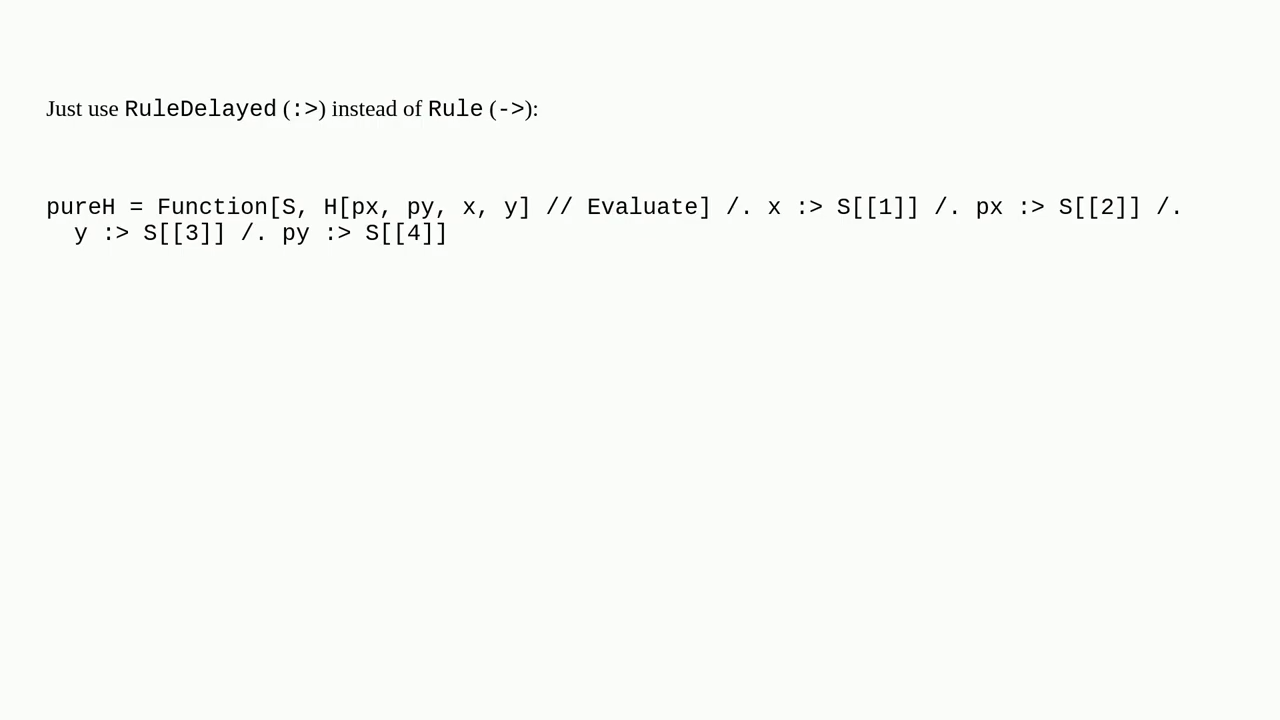 Just use RuleDelayed (:>) instead of Rule (->):
pureH = Function[S, H[px, py, x, y] // Evaluate] /. x :> S[[1]] /. px :> S[[2]] /.
y :> S[[3]] /. py :> S[[4]]